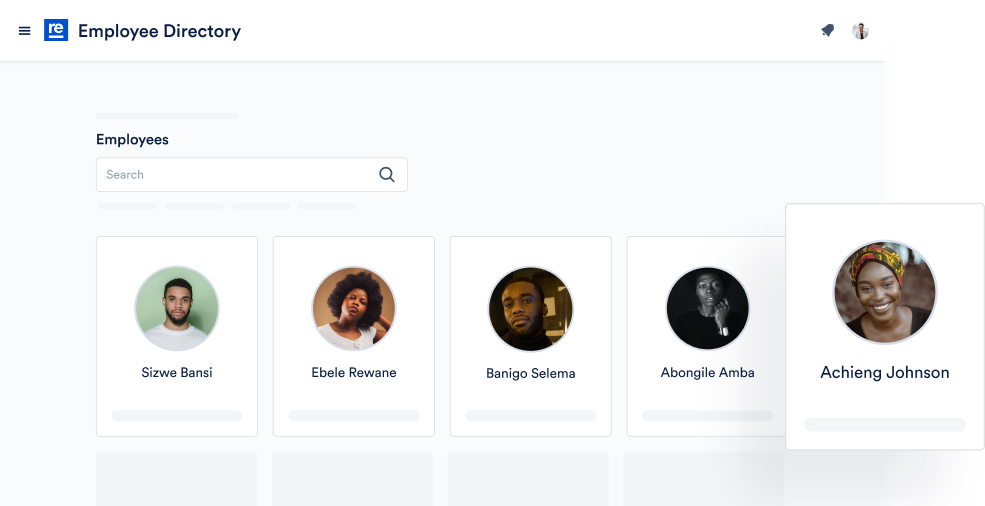 re Employee Directory
Employees
Search
Sizwe Bansi
Ebele Rewane
Banigo Selema
Abongile Amba
Achieng Johnson